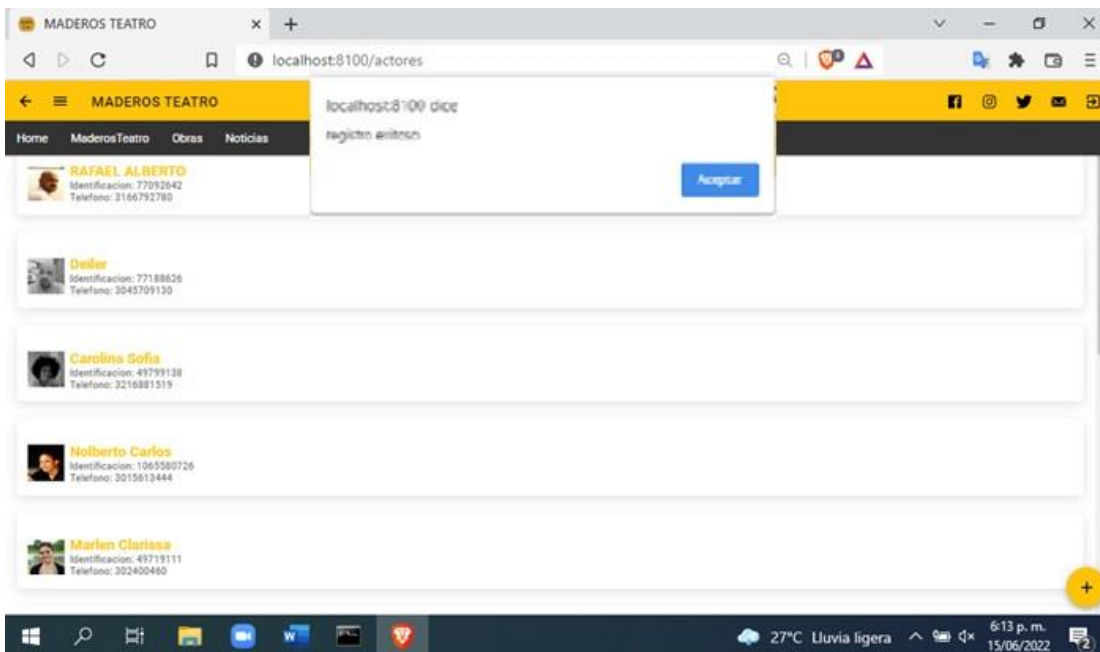 MADEROS TEATRO
localhost:8100/actores
MADEROS TEATRO
localhost:8100 dice
registro exitoso
Aceptar
Home MaderosTeatro Obras Noticias
RAFAEL ALBERTO
Identificacion: 77092642
Telefono: 3166792780
Deiler
Identificacion: 77188626
Telefono: 3045709130
Carolina Sofia
Identificacion: 49799138
Telefono: 3216881519
Nolberto Carlos
Identificacion: 1065580726
Telefono: 3015613444
Marlen Clarissa
Identificacion: 49719111
Telefono: 302400460
+
27°C Lluvia ligera
6:13 p. m.
15/06/2022
2